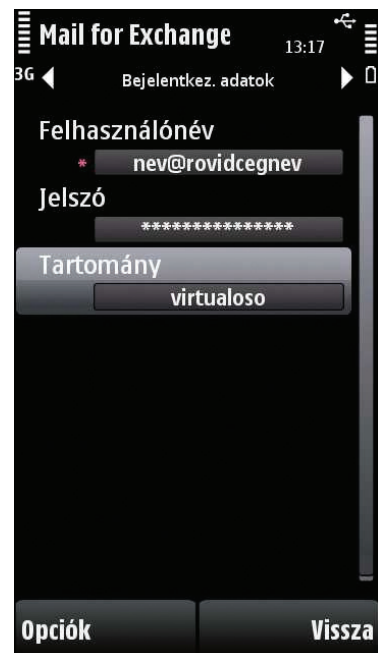 Mail for Exchange
13:17
3G
Bejelentkez. adatok
Felhasználónév
* nev@rovidcegnev
Jelszó
***************
Tartomány
virtualoso
Opciók
Vissza